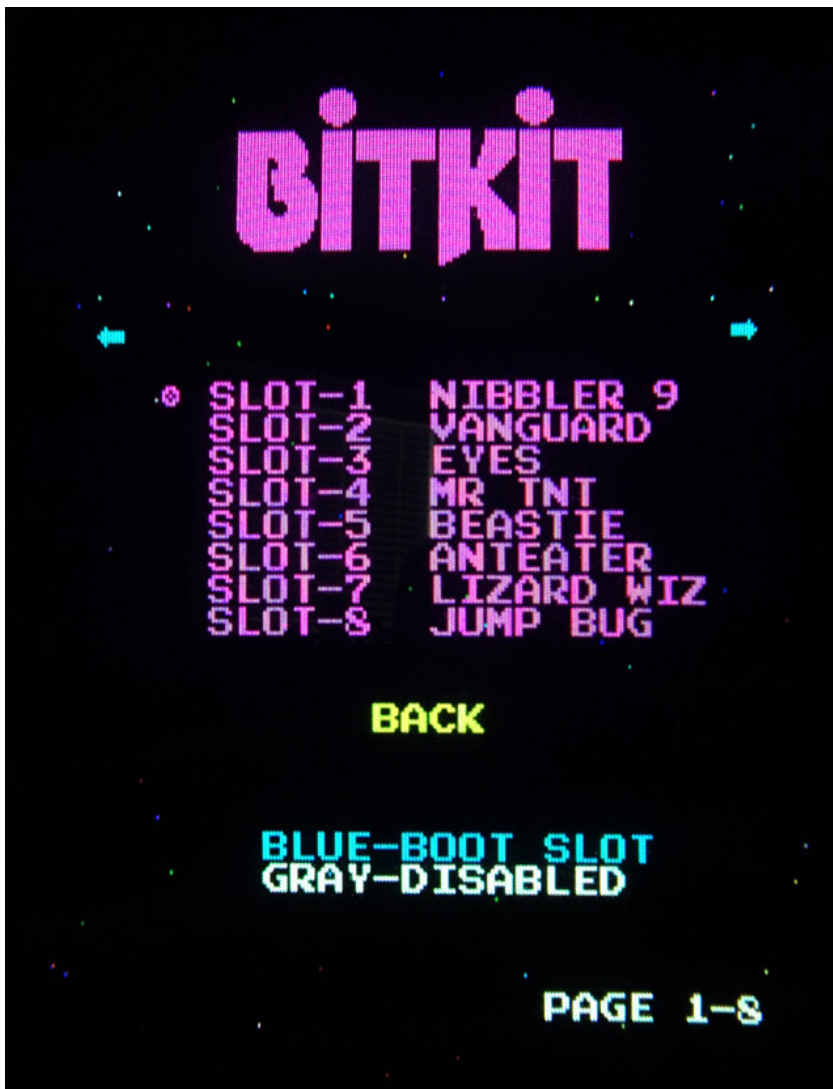 BiTKiT
SLOT-1 NIBBLER 9
SLOT-2 VANGUARD
SLOT-3 EYES
SLOT-4 MR TNT
SLOT-5 BEASTIE
SLOT-6 ANTEATER
SLOT-7 LIZARD WIZ
SLOT-8 JUMP BUG
BACK
BLUE-BOOT SLOT
GRAY-DISABLED
PAGE 1-8